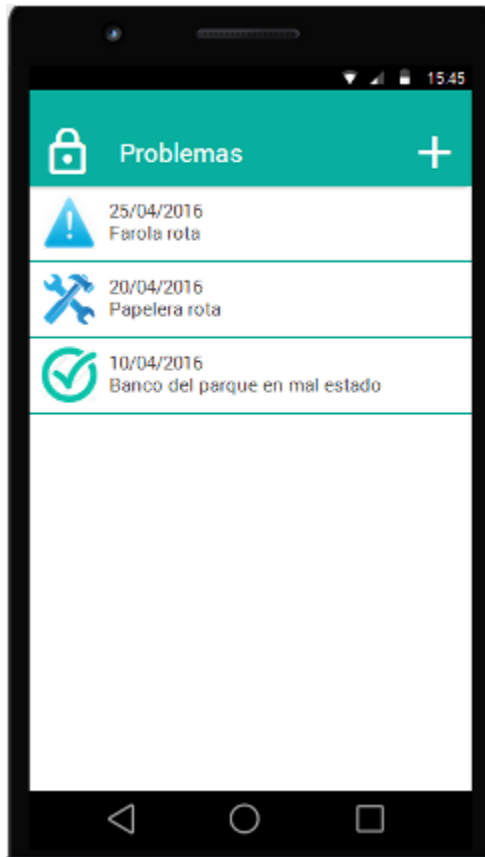 15:45
Problemas
25/04/2016
Farola rota
20/04/2016
Papelera rota
10/04/2016
Banco del parque en mal estado